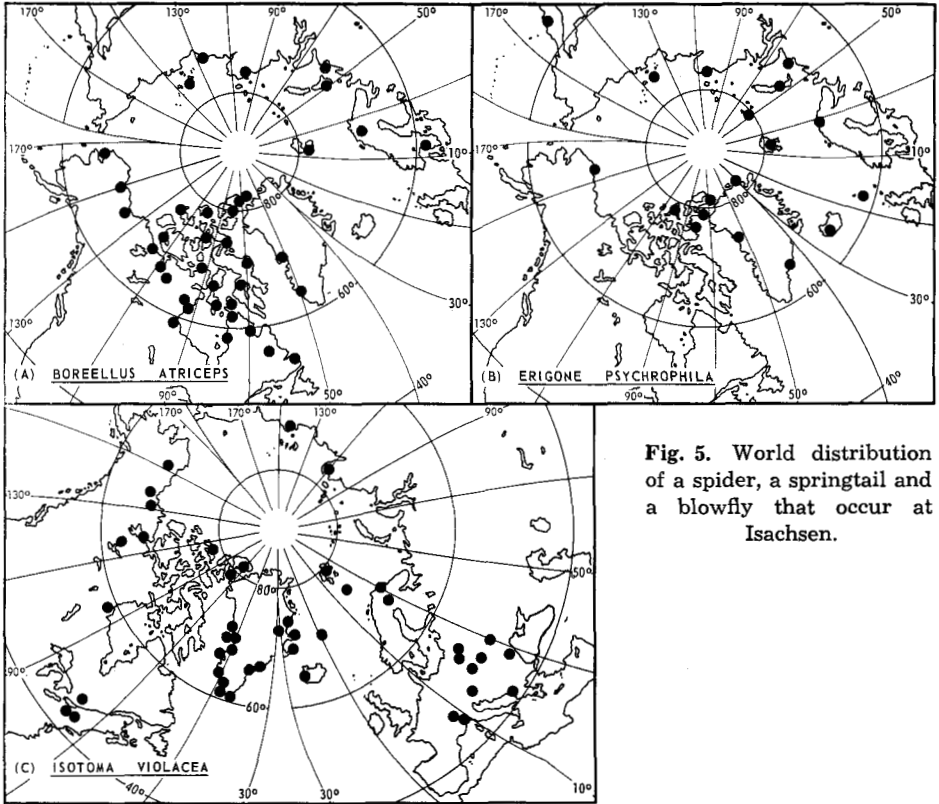 170° 130° 90° 50°
170°
10°
80°
60°
30°
130°
(A) BOREELLUS ATRICEPS
90° 50° 40°
170° 130° 90° 50°
170°
10°
80°
60°
30°
130°
(B) ERIGONE PSYCHROPHILA
90° 50° 40°
170° 170° 130° 90°
130°
50°
80°
90°
60°
(C) ISOTOMA VIOLACEA
40° 30° 30° 10°
Fig. 5. World distribution
of a spider, a springtail and
a blowfly that occur at
Isachsen.